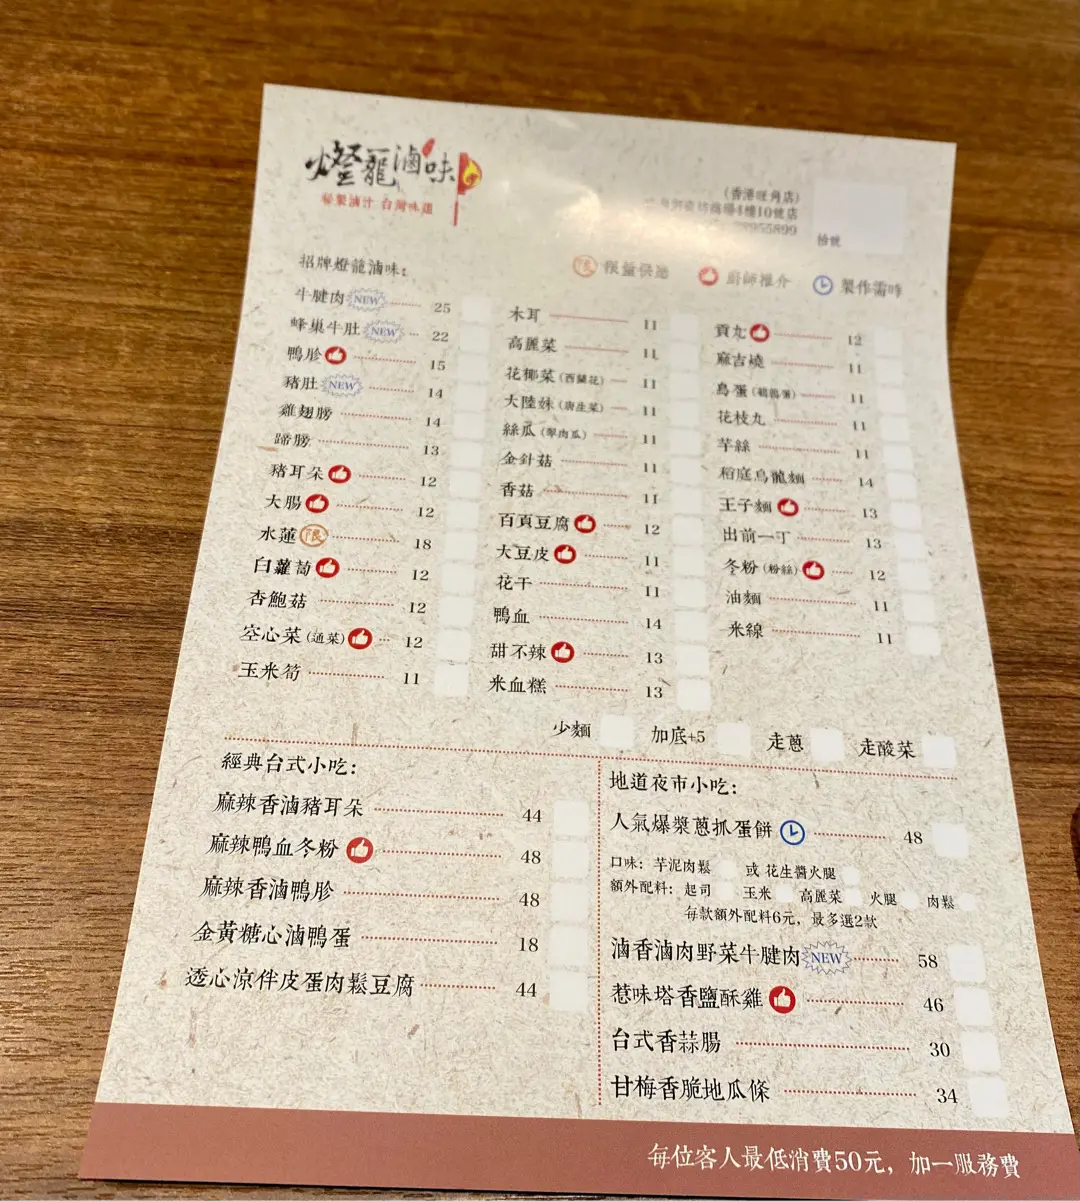 燈籠滷味
秘製滷汁 台灣味道
(香港旺角店)
4樓10號店
8955899
檯號
限 限量供應
廚師推介
製作需時
招牌燈籠滷味:
牛腱肉 NEW 25
蜂巢牛肚 NEW 22
鴨胗 15
豬肚 NEW 14
雞翅膀 14
蹄膀 13
豬耳朵 12
大腸 12
水蓮 限 18
白蘿蔔 12
杏鮑菇 12
空心菜(通菜) 12
玉米筍 11
木耳 11
高麗菜 11
花椰菜(西蘭花) 11
大陸妹(唐生菜) 11
絲瓜(翠肉瓜) 11
金針菇 11
香菇 11
百頁豆腐 12
大豆皮 11
花干 11
鴨血 14
甜不辣 13
米血糕 13
貢丸 12
麻吉燒 11
鳥蛋(鵪鶉蛋) 11
花枝丸 11
芋絲 11
稻庭烏龍麵 14
王子麵 13
出前一丁 13
冬粉(粉絲) 12
油麵 11
米線 11
少麵 加底+5 走蔥 走酸菜
經典台式小吃:
麻辣香滷豬耳朵 44
麻辣鴨血冬粉 48
麻辣香滷鴨胗 48
金黃糖心滷鴨蛋 18
透心涼伴皮蛋肉鬆豆腐 44
地道夜市小吃:
人氣爆漿蔥抓蛋餅 48
口味: 芋泥肉鬆 或 花生醬火腿
額外配料: 起司 玉米 高麗菜 火腿 肉鬆
每款額外配料6元, 最多選2款
滷香滷肉野菜牛腱肉 NEW 58
惹味塔香鹽酥雞 46
台式香蒜腸 30
甘梅香脆地瓜條 34
每位客人最低消費50元, 加一服務費